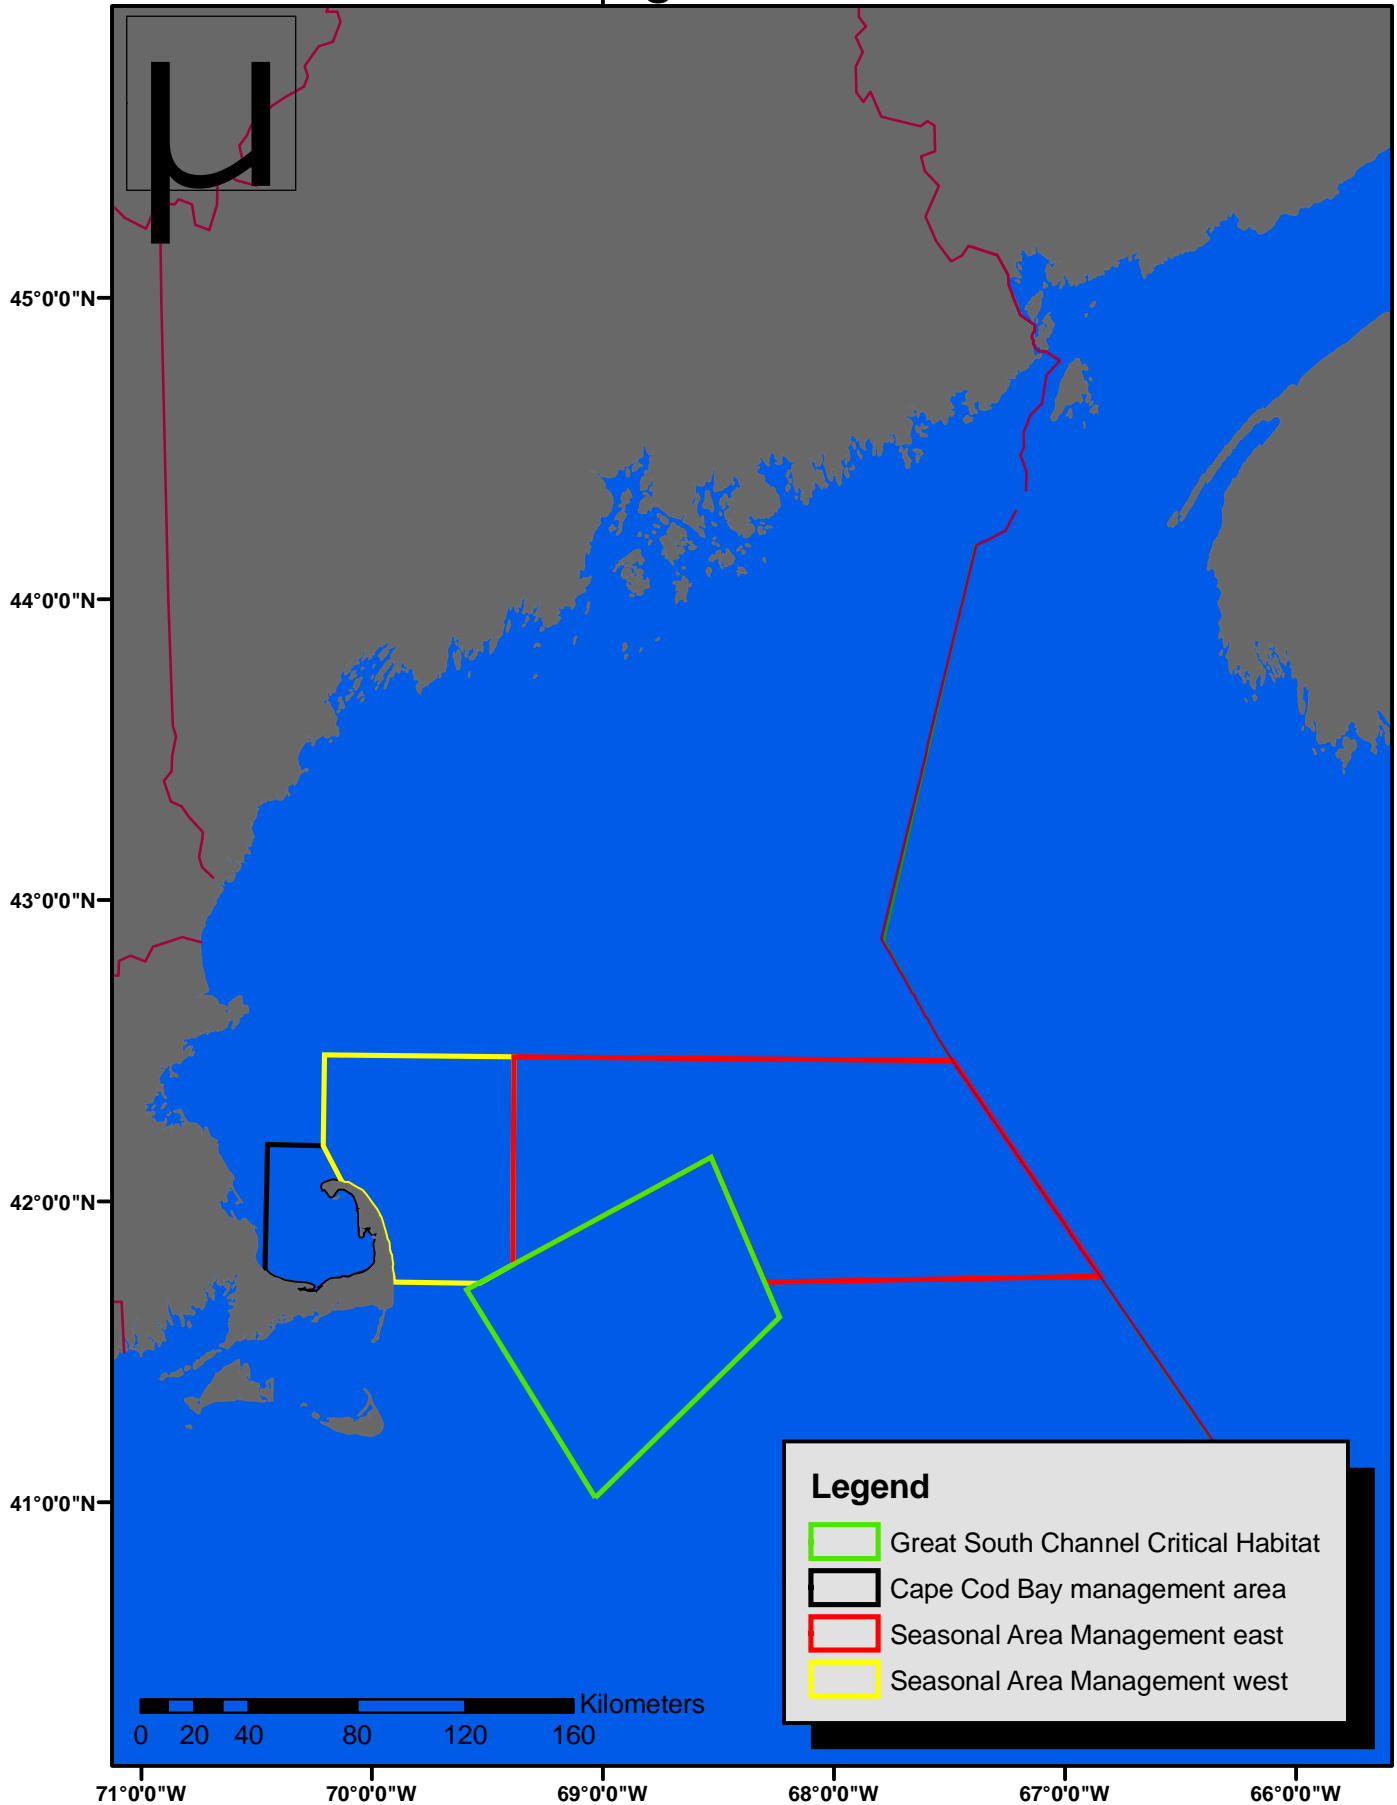 µ
45°0'0"N
44°0'0"N
43°0'0"N
42°0'0"N
41°0'0"N
Legend
Great South Channel Critical Habitat
Cape Cod Bay management area
Seasonal Area Management east
Seasonal Area Management west
Kilometers
0 20 40 80 120 160
71°0'0"W 70°0'0"W 69°0'0"W 68°0'0"W 67°0'0"W 66°0'0"W